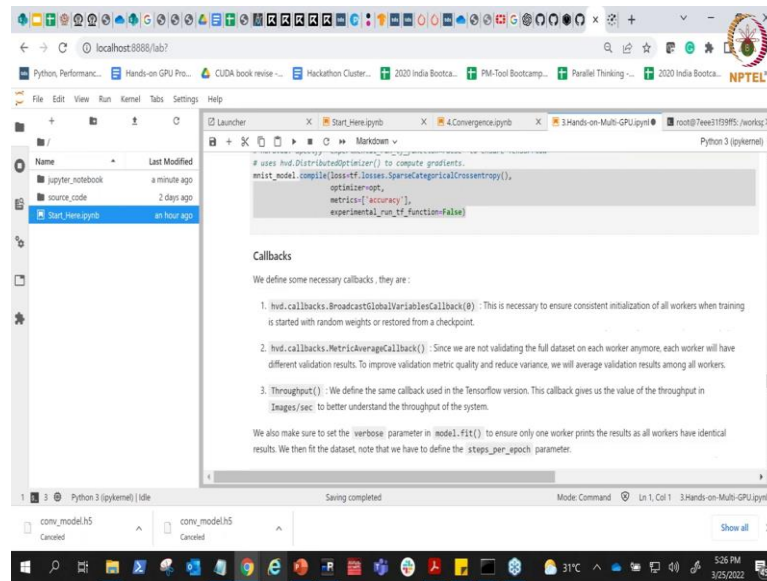 localhost:8888/lab?
NPTEL
Python, Performanc... Hands-on GPU Pro... CUDA book revise -... Hackathon Cluster... 2020 India Bootca... PM-Tool Bootcamp... Parallel Thinking -... 2020 India Bootca...
File Edit View Run Kernel Tabs Settings Help
Launcher Start_Here.ipynb 4.Convergence.ipynb 3.Hands-on-Multi-GPU.ipynl root@7eee31f39ff5: /worksp
Markdown Python 3 (ipykernel)
/
Name Last Modified
jupyter_notebook a minute ago
source_code 2 days ago
Start_Here.ipynb an hour ago
# uses hvd.DistributedOptimizer() to compute gradients.
mnist_model.compile(loss=tf.losses.SparseCategoricalCrossentropy(),
optimizer=opt,
metrics=['accuracy'],
experimental_run_tf_function=False)
Callbacks
We define some necessary callbacks , they are :
1. hvd.callbacks.BroadcastGlobalVariablesCallback(0) : This is necessary to ensure consistent initialization of all workers when training
is started with random weights or restored from a checkpoint.
2. hvd.callbacks.MetricAverageCallback() : Since we are not validating the full dataset on each worker anymore, each worker will have
different validation results. To improve validation metric quality and reduce variance, we will average validation results among all workers.
3. Throughput() : We define the same callback used in the Tensorflow version. This callback gives us the value of the throughput in
Images/sec to better understand the throughput of the system.
We also make sure to set the verbose parameter in model.fit() to ensure only one worker prints the results as all workers have identical
results. We then fit the dataset, note that we have to define the steps_per_epoch parameter.
1 3 Python 3 (ipykernel) | Idle Saving completed Mode: Command Ln 1, Col 1 3.Hands-on-Multi-GPU.ipyn
conv_model.h5 conv_model.h5
Canceled Canceled
Show all
31°C 5:26 PM
3/25/2022